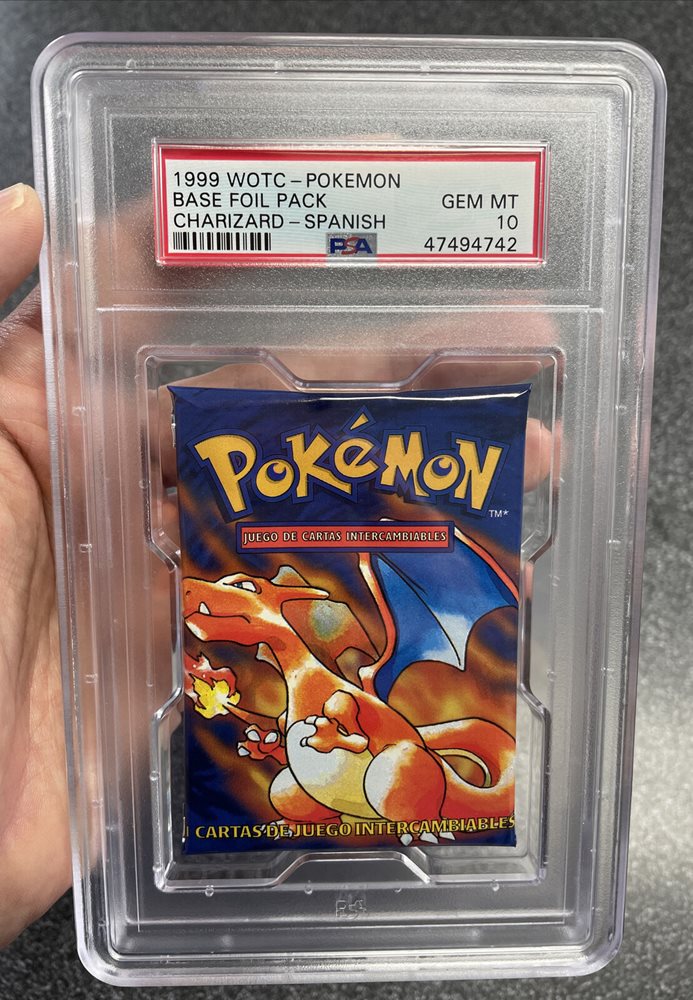 1999 WOTC-POKEMON
BASE FOIL PACK
GEM MT
CHARIZARD-SPANISH
10
PSA
47494742
POKéMON
TM*
JUEGO DE CARTAS INTERCAMBIABLES
CARTAS DE JUEGO INTERCAMBIABLES
PSA